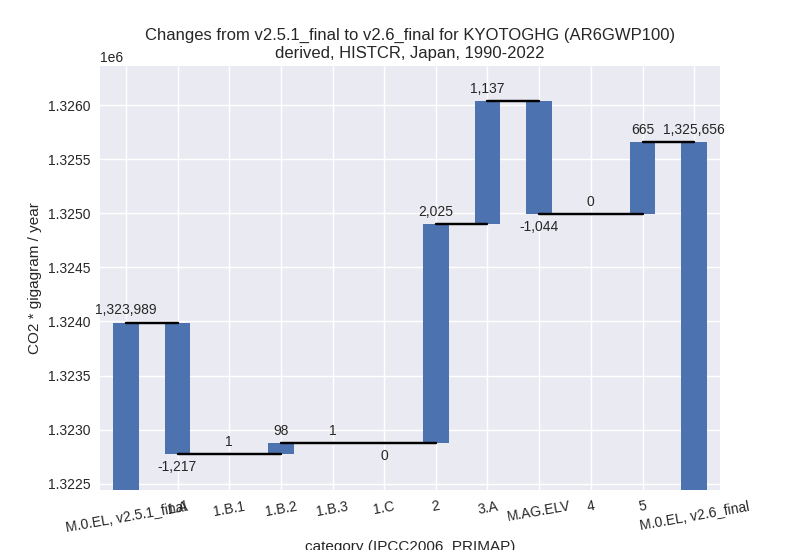 Changes from v2.5.1_final to v2.6_final for KYOTOGHG (AR6GWP100)
derived, HISTCR, Japan, 1990-2022
1e6
CO2 * gigagram / year
1.3260
1.3255
1.3250
1.3245
1.3240
1.3235
1.3230
1.3225
1,323,989
-1,217
1
98
1
0
2,025
1,137
-1,044
0
665
1,325,656
M.0.EL, v2.5.1_final
1.A
1.B.1
1.B.2
1.B.3
1.C
2
3.A
M.AG.ELV
4
5
M.0.EL, v2.6_final
category (IPCC2006_PRIMAP)